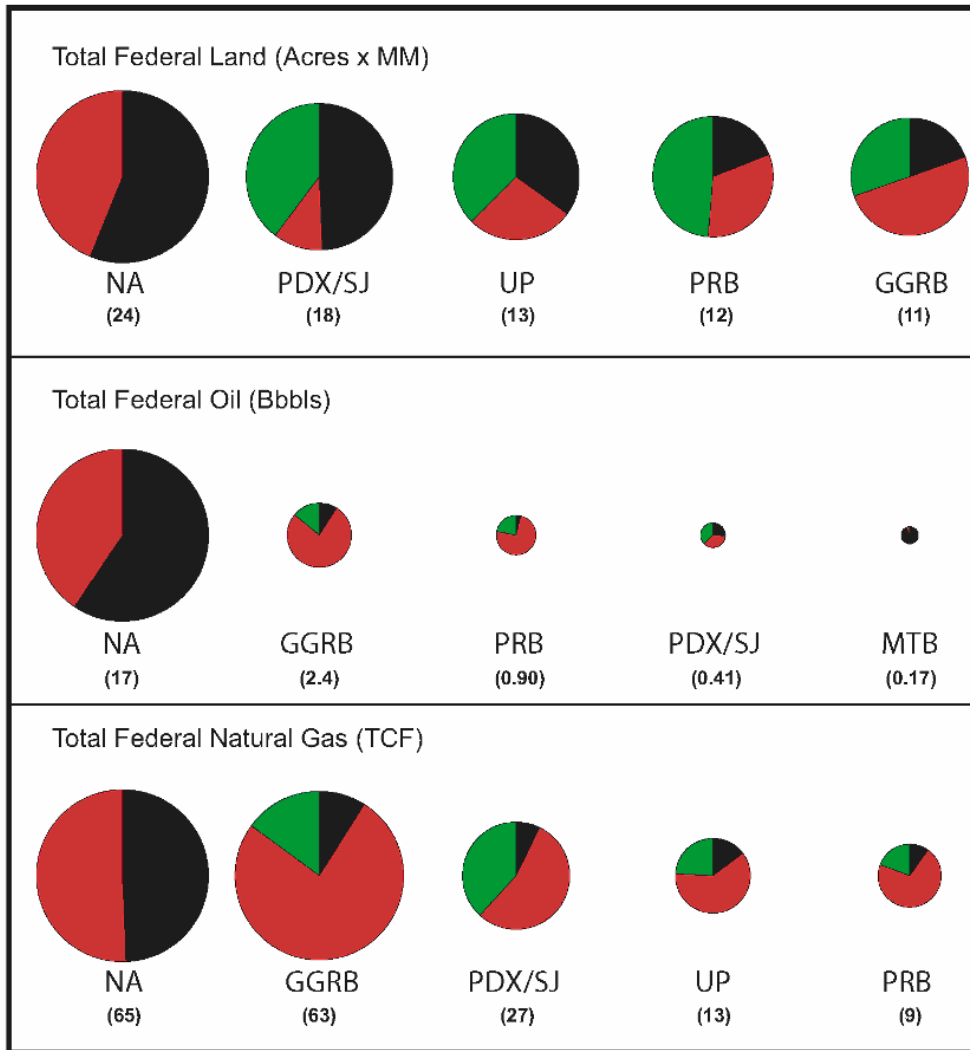 Total Federal Land (Acres x MM)
NA PDX/SJ UP PRB GGRB
(24) (18) (13) (12) (11)
Total Federal Oil (Bbbls)
NA GGRB PRB PDX/SJ MTB
(17) (2.4) (0.90) (0.41) (0.17)
Total Federal Natural Gas (TCF)
NA GGRB PDX/SJ UP PRB
(65) (63) (27) (13) (9)